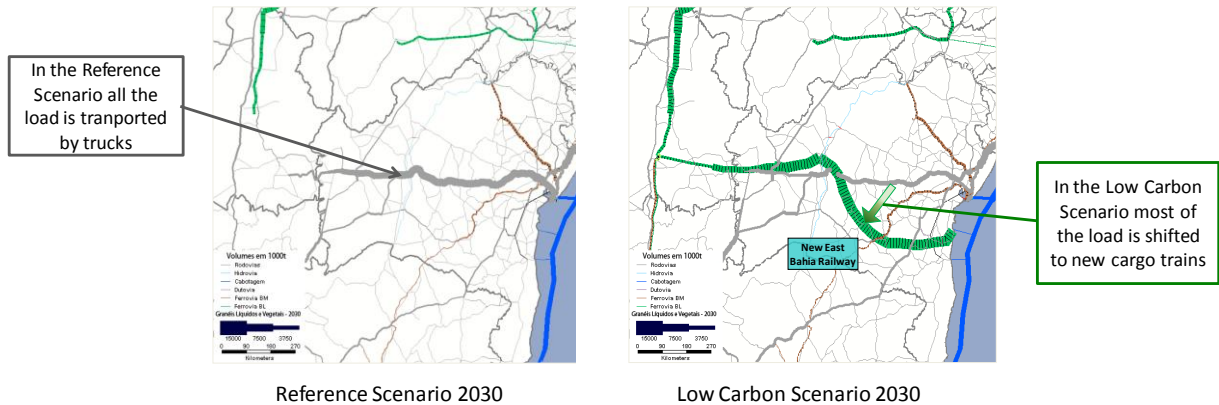 In the Reference
Scenario all the
load is tranported
by trucks
Volumes em 1000t
Rodovias
Hidrovia
Cabotagem
Dutovia
Ferrovia BM
Ferrovia BL
Granéis Líquidos e Vegetais - 2030
15000 7500 3750
0 90 180 270
Kilometers
Reference Scenario 2030
New East
Bahia Railway
In the Low Carbon
Scenario most of
the load is shifted
to new cargo trains
Volumes em 1000t
Rodovias
Hidrovia
Cabotagem
Dutovia
Ferrovia BM
Ferrovia BL
Granéis Líquidos e Vegetais - 2030
15000 7500 3750
0 90 180 270
Kilometers
Low Carbon Scenario 2030